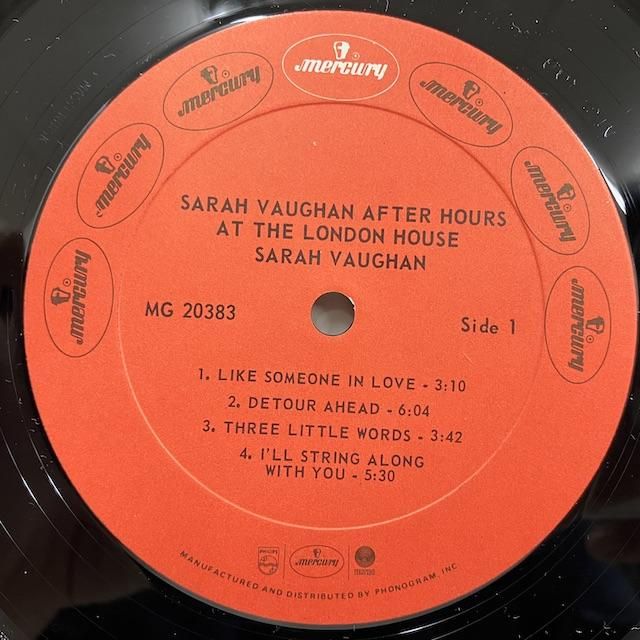 mercury
mercury
mercury
mercury
mercury
mercury
mercury
SARAH VAUGHAN AFTER HOURS
AT THE LONDON HOUSE
SARAH VAUGHAN
MG 20383
Side 1
1. LIKE SOMEONE IN LOVE - 3:10
2. DETOUR AHEAD - 6:04
3. THREE LITTLE WORDS - 3:42
4. I'LL STRING ALONG
WITH YOU - 5:30
PHILIPS
mercury
MANUFACTURED AND DISTRIBUTED BY PHONOGRAM, INC